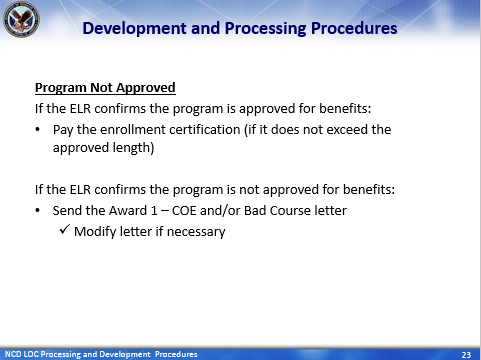 Development and Processing Procedures
Program Not Approved
If the ELR confirms the program is approved for benefits:
• Pay the enrollment certification (if it does not exceed the
approved length)
If the ELR confirms the program is not approved for benefits:
• Send the Award 1 – COE and/or Bad Course letter
✓ Modify letter if necessary
NCD LOC Processing and Development Procedures
23